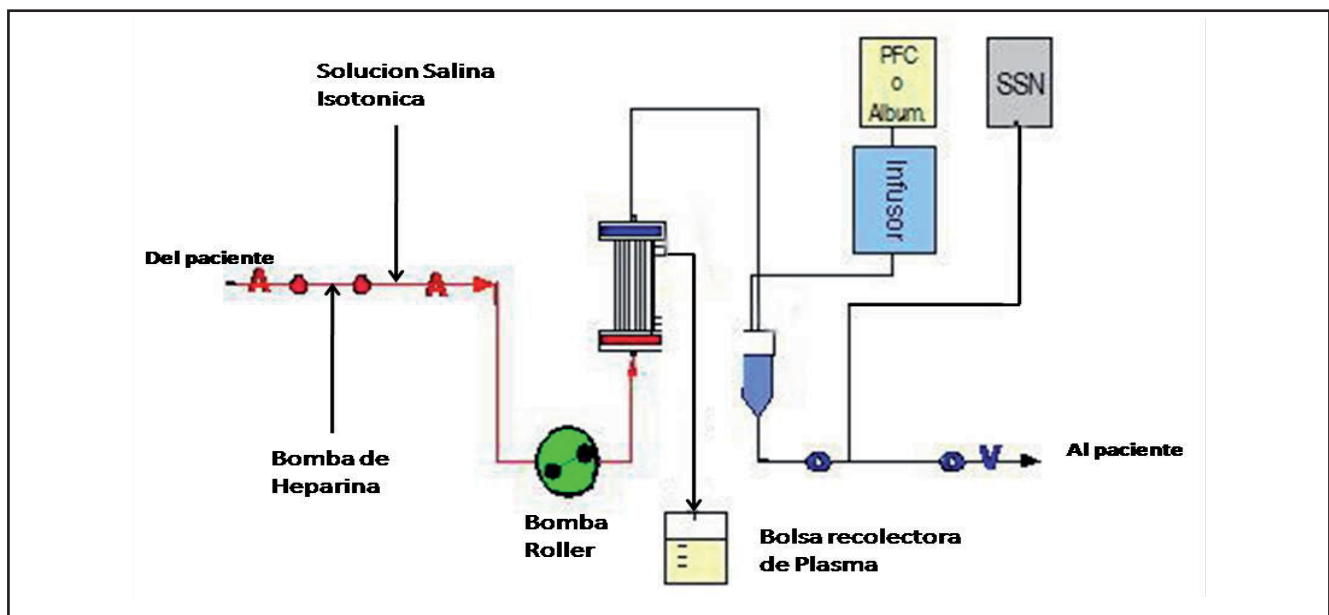 Solucion Salina
Isotonica
PFC
o
Album.
SSN
Infusor
Del paciente
A
A
Bomba de
Heparina
Bomba
Roller
Bolsa recolectora
de Plasma
V
Al paciente